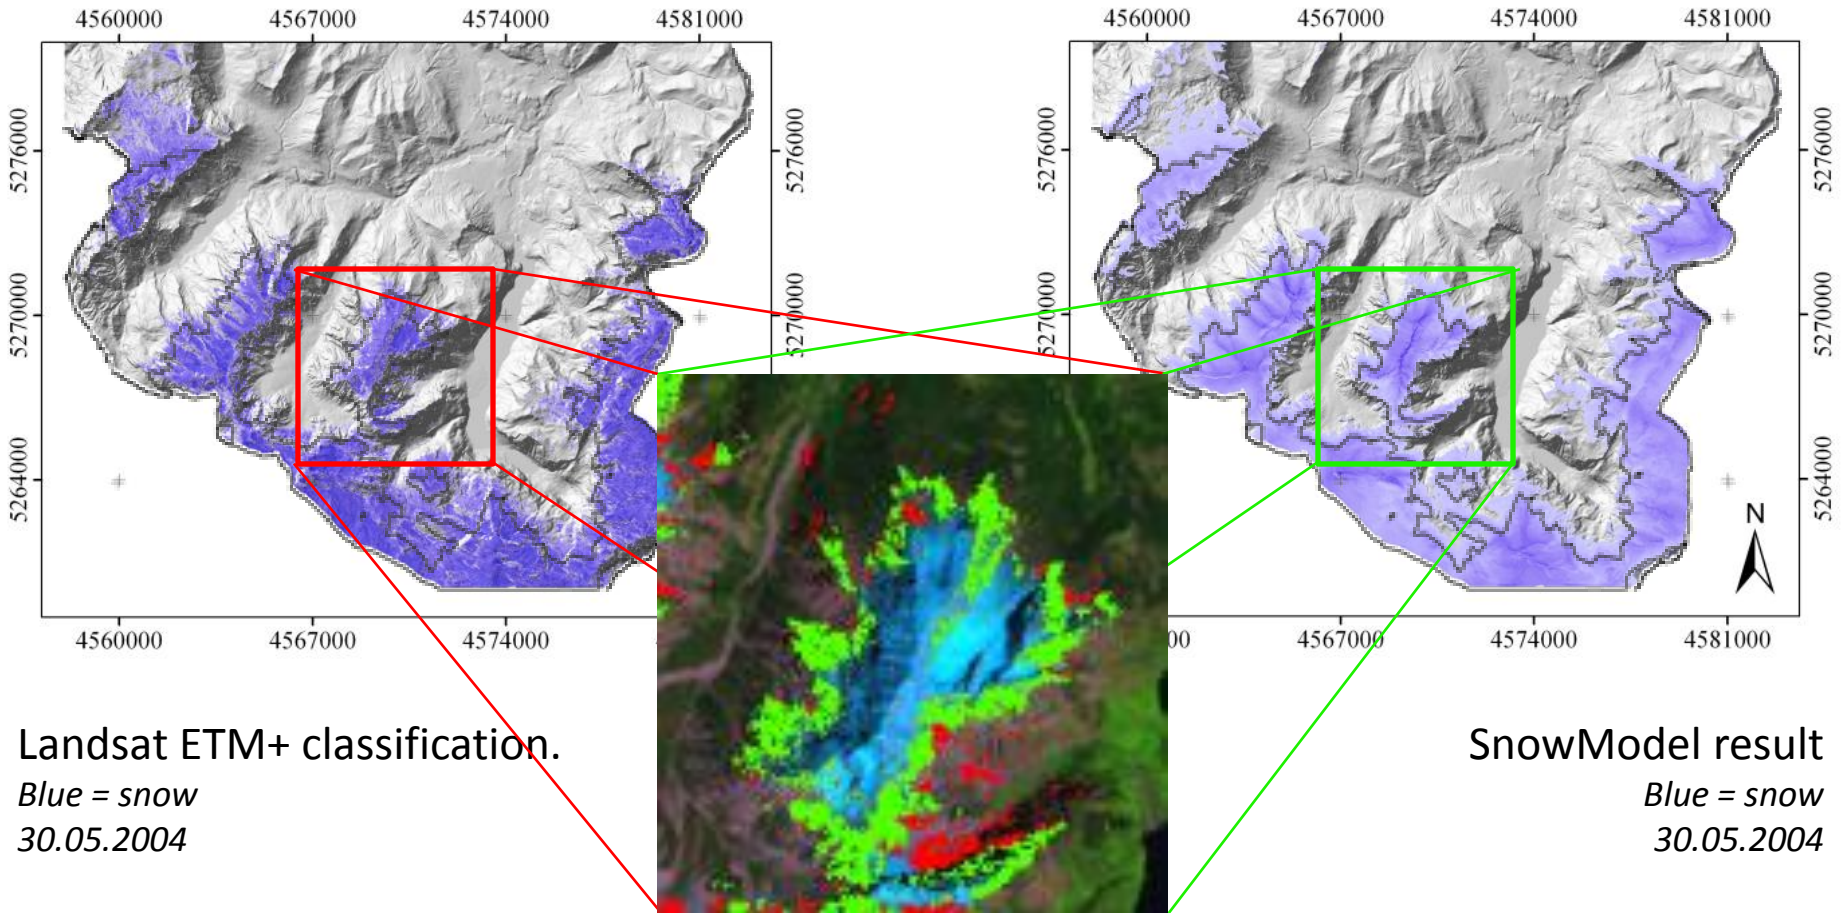 4560000 4567000 4574000 4581000
4560000 4567000 4574000 4581000
5276000
5270000
5264000
5276000
5270000
5276000
5270000
5276000
5270000
5264000
N
4560000 4567000 4574000
00 4567000 4574000 4581000
Landsat ETM+ classification.
Blue = snow
30.05.2004
SnowModel result
Blue = snow
30.05.2004